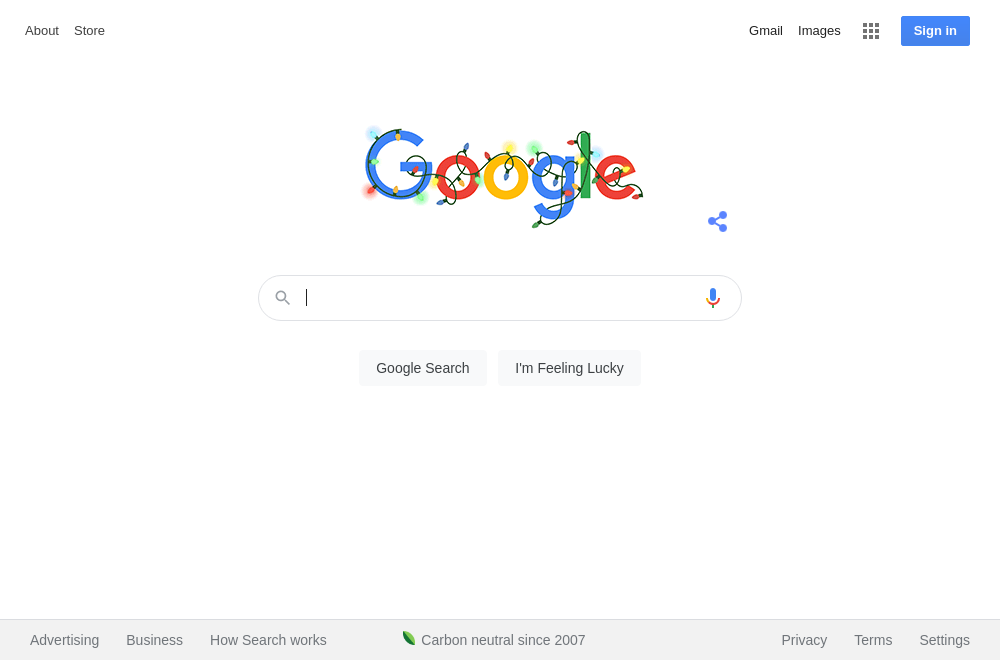 About Store Gmail Images Sign in
Google
Google Search I'm Feeling Lucky
Advertising Business How Search works Carbon neutral since 2007 Privacy Terms Settings